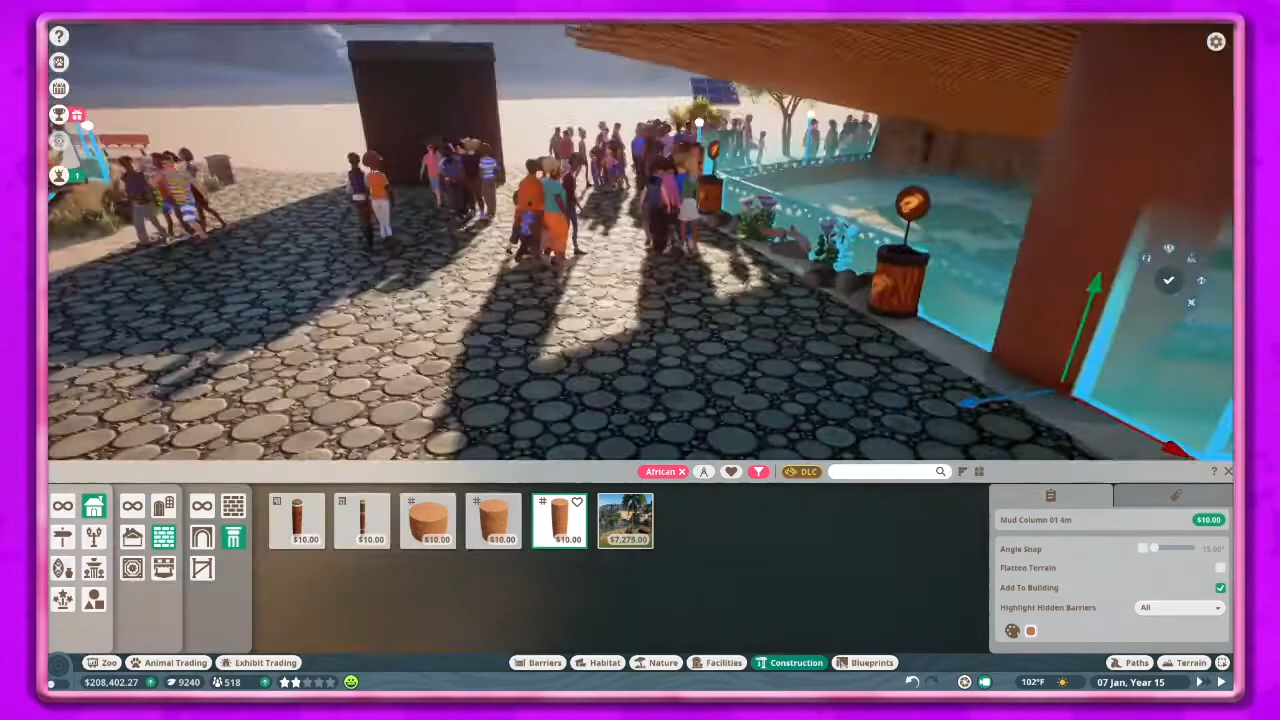 ?
1
African ✕
DLC
? ✕
$10.00
$10.00
$10.00
$10.00
$10.00
$7,275.00
Mud Column 01 4m
$10.00
Angle Snap
15.00°
Flatten Terrain
Add To Building
Highlight Hidden Barriers
All
Zoo
Animal Trading
Exhibit Trading
Barriers
Habitat
Nature
Facilities
Construction
Blueprints
Paths
Terrain
$208,402.27
9240
518
102°F
07 Jan, Year 15